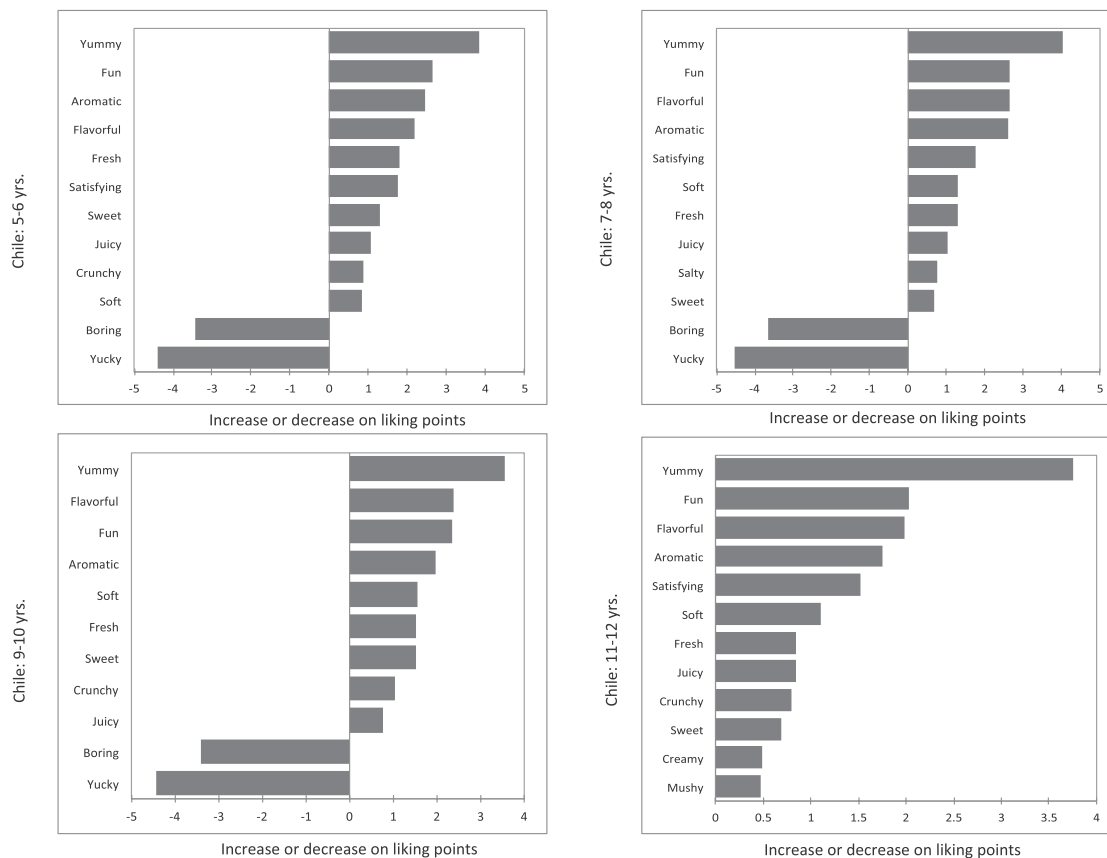 Chile: 5-6 yrs.
Yummy
Fun
Aromatic
Flavorful
Fresh
Satisfying
Sweet
Juicy
Crunchy
Soft
Boring
Yucky
-5 -4 -3 -2 -1 0 1 2 3 4 5
Increase or decrease on liking points
Chile: 7-8 yrs.
Yummy
Fun
Flavorful
Aromatic
Satisfying
Soft
Fresh
Juicy
Salty
Sweet
Boring
Yucky
-5 -4 -3 -2 -1 0 1 2 3 4 5
Increase or decrease on liking points
Chile: 9-10 yrs.
Yummy
Flavorful
Fun
Aromatic
Soft
Fresh
Sweet
Crunchy
Juicy
Boring
Yucky
-5 -4 -3 -2 -1 0 1 2 3 4 5
Increase or decrease on liking points
Chile: 11-12 yrs.
Yummy
Fun
Flavorful
Aromatic
Satisfying
Soft
Fresh
Juicy
Crunchy
Sweet
Creamy
Mushy
0 0.5 1 1.5 2 2.5 3 3.5 4
Increase or decrease on liking points